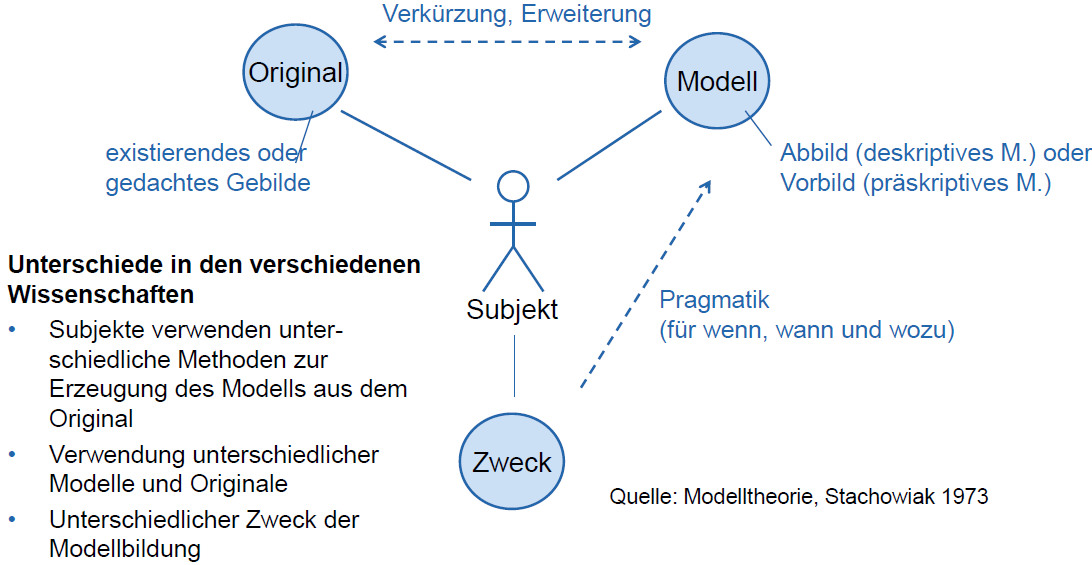 Verkürzung, Erweiterung
Original
Modell
existierendes oder
gedachtes Gebilde
Abbild (deskriptives M.) oder
Vorbild (präskriptives M.)
Unterschiede in den verschiedenen
Wissenschaften
• Subjekte verwenden unter-
schiedliche Methoden zur
Erzeugung des Modells aus dem
Original
• Verwendung unterschiedlicher
Modelle und Originale
• Unterschiedlicher Zweck der
Modellbildung
Subjekt
Pragmatik
(für wenn, wann und wozu)
Zweck
Quelle: Modelltheorie, Stachowiak 1973